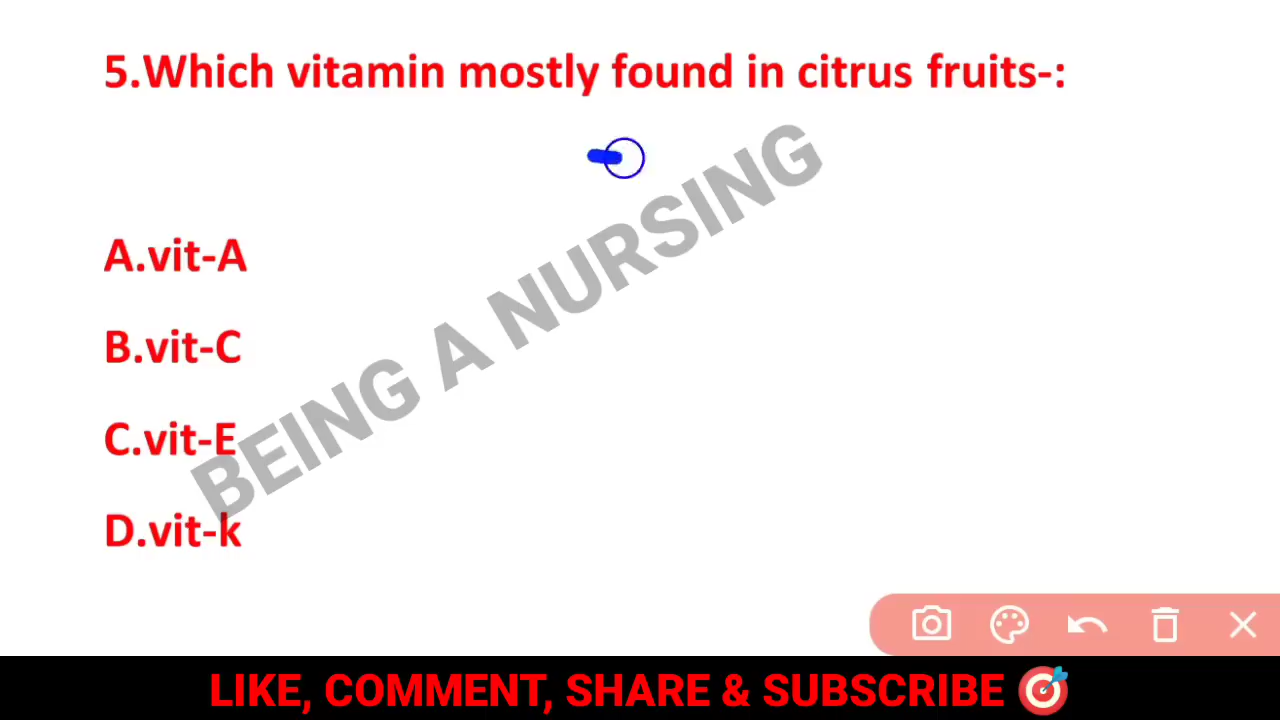 5.Which vitamin mostly found in citrus fruits-:
BEING A NURSING
A.vit-A
B.vit-C
C.vit-E
D.vit-k
LIKE, COMMENT, SHARE & SUBSCRIBE 🎯